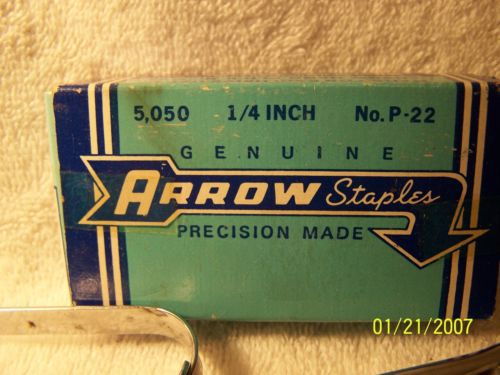 5,050 1/4 INCH No. P-22
GENUINE
ARROW Staples
PRECISION MADE
01/21/2007